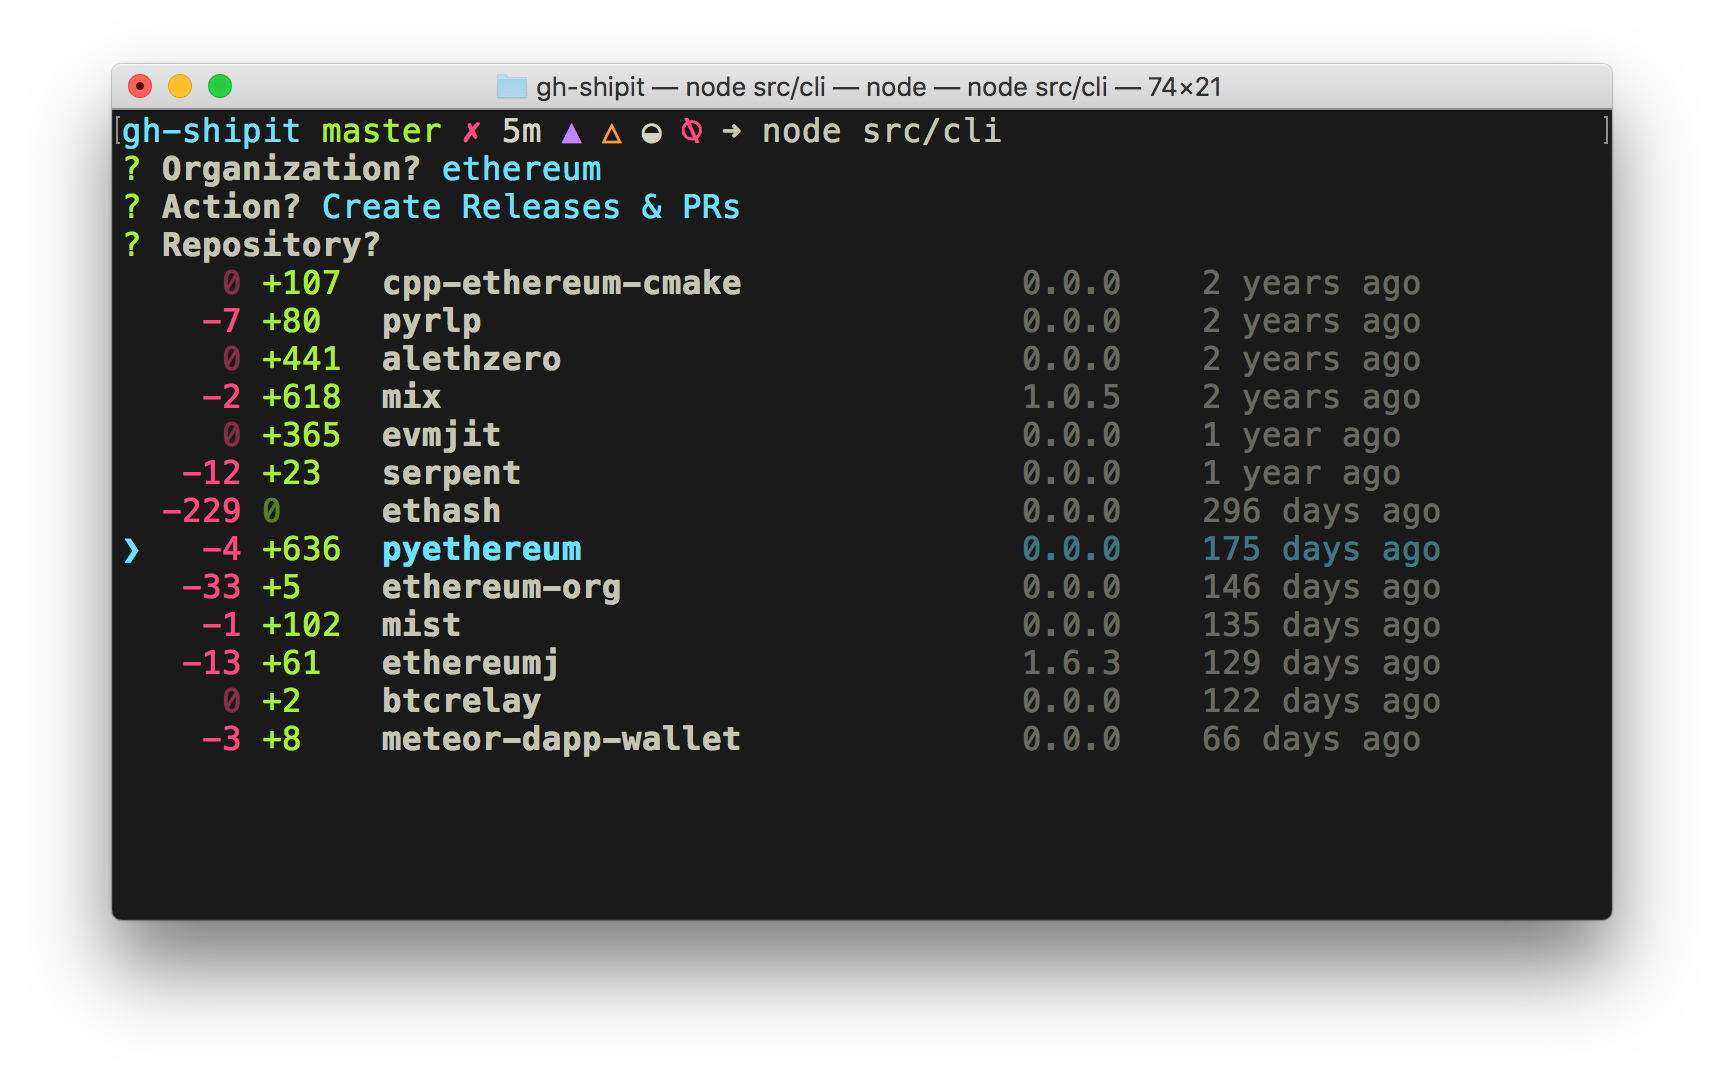 gh-shipit — node src/cli — node — node src/cli — 74×21
gh-shipit master ✗ 5m ▲ △ ◒ ⦰ ➜ node src/cli
? Organization? ethereum
? Action? Create Releases & PRs
? Repository?
0 +107 cpp-ethereum-cmake 0.0.0 2 years ago
-7 +80 pyrlp 0.0.0 2 years ago
0 +441 alethzero 0.0.0 2 years ago
-2 +618 mix 1.0.5 2 years ago
0 +365 evmjit 0.0.0 1 year ago
-12 +23 serpent 0.0.0 1 year ago
-229 0 ethash 0.0.0 296 days ago
❯ -4 +636 pyethereum 0.0.0 175 days ago
-33 +5 ethereum-org 0.0.0 146 days ago
-1 +102 mist 0.0.0 135 days ago
-13 +61 ethereumj 1.6.3 129 days ago
0 +2 btcrelay 0.0.0 122 days ago
-3 +8 meteor-dapp-wallet 0.0.0 66 days ago